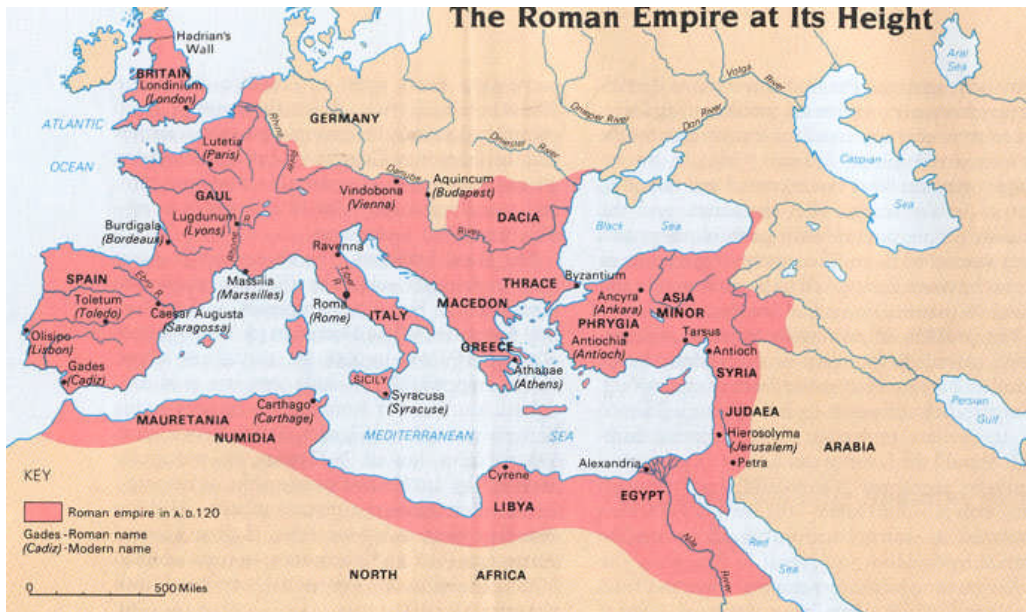 The Roman Empire at Its Height
Hadrian's
Wall
BRITAIN
Londinium
(London)
ATLANTIC
OCEAN
GERMANY
Rhine
River
Lutetia
(Paris)
GAUL
Lugdunum
(Lyons)
Rhone R.
Burdigala
(Bordeaux)
Danube
Vindobona
(Vienna)
Aquincum
(Budapest)
River
DACIA
Dniester River
Dnieper River
Don River
Volga River
Aral
Sea
Caspian
Sea
Black Sea
Ravenna
Tiber
R.
Roma
(Rome)
ITALY
Massilia
(Marseilles)
SPAIN
Ebro R.
Toletum
(Toledo)
Caesar Augusta
(Saragossa)
Olisipo
(Lisbon)
Gades
(Cadiz)
THRACE
Byzantium
MACEDON
GREECE
Athabae
(Athens)
Ancyra
(Ankara)
ASIA
MINOR
PHRYGIA
Antiochia
(Antioch)
Tarsus
Antioch
SYRIA
SICILY
Syracusa
(Syracuse)
Carthago
(Carthage)
MAURETANIA
NUMIDIA
MEDITERRANEAN SEA
JUDAEA
Hierosolyma
(Jerusalem)
Petra
ARABIA
Persian
Gulf
Alexandria
EGYPT
Cyrene
LIBYA
Nile
River
Red
Sea
NORTH AFRICA
KEY
Roman empire in A.D.120
Gades -Roman name
(Cadiz)-Modern name
0 500 Miles